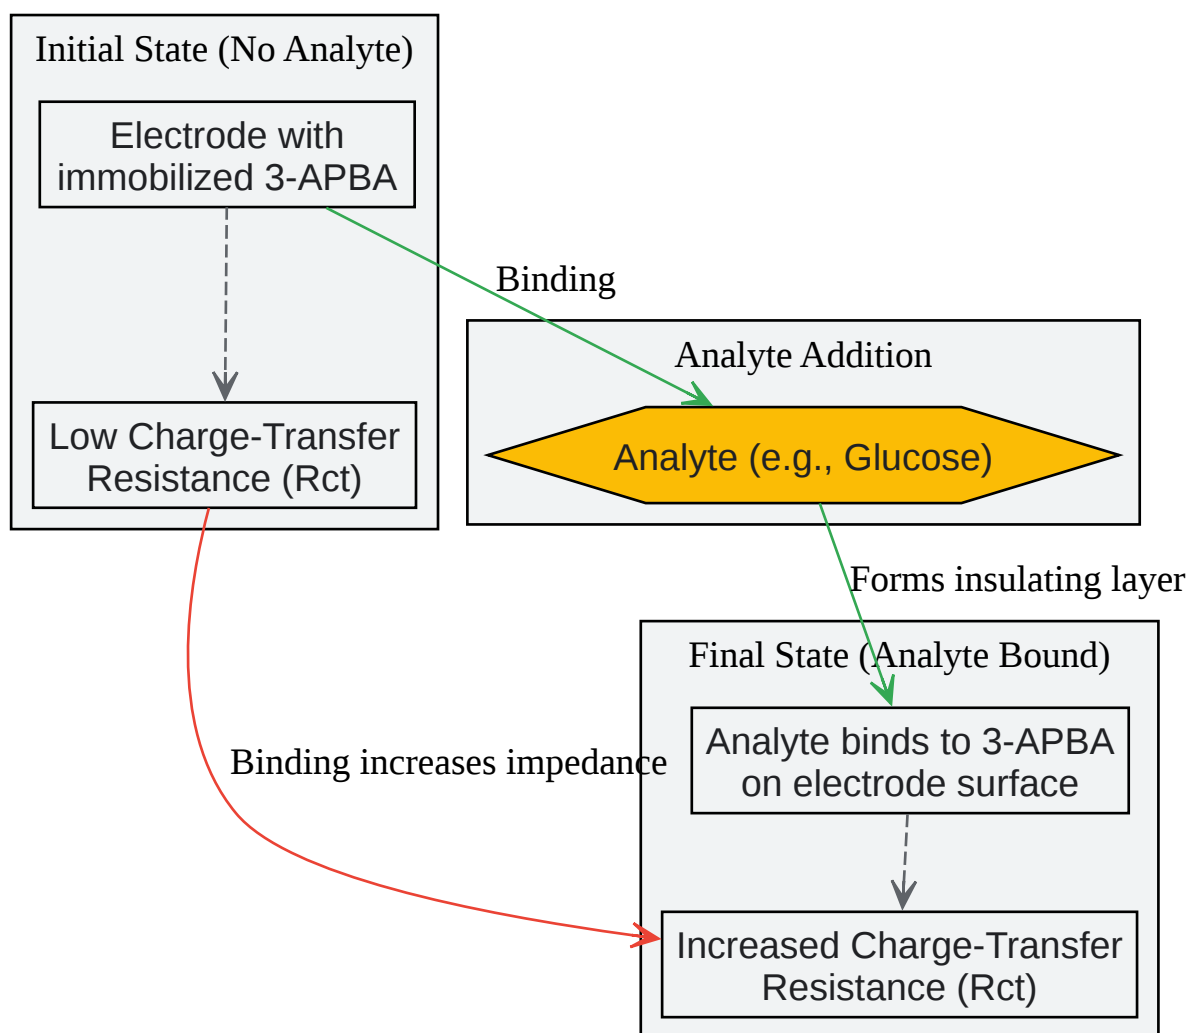 Initial State (No Analyte)
Electrode with
immobilized 3-APBA
Binding
Analyte Addition
Low Charge-Transfer
Resistance (Rct)
Analyte (e.g., Glucose)
Forms insulating layer
Final State (Analyte Bound)
Analyte binds to 3-APBA
on electrode surface
Binding increases impedance
Increased Charge-Transfer
Resistance (Rct)